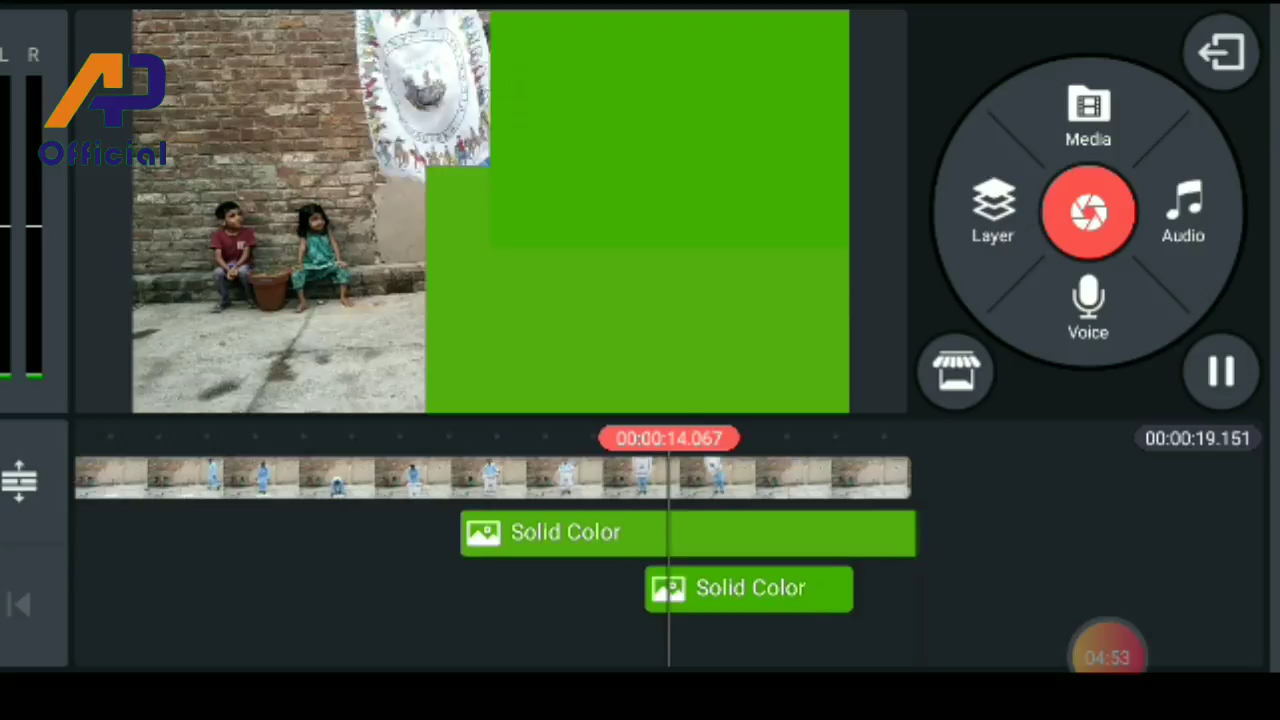 L R
AP
Official
Media
Layer
Audio
Voice
00:00:14.067
00:00:19.151
Solid Color
Solid Color
04:53